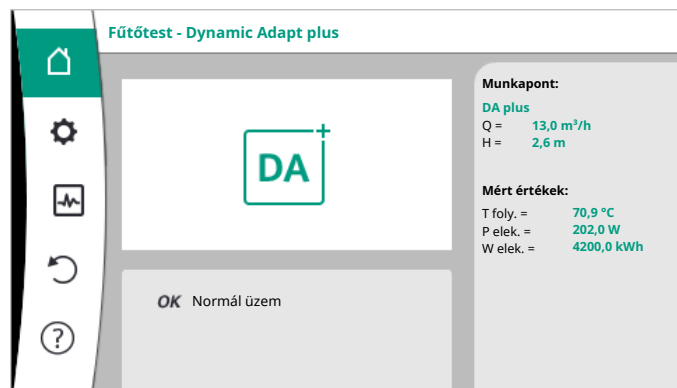 Fűtőtest - Dynamic Adapt plus
DA+
OK Normál üzem
Munkapont:
DA plus
Q = 13,0 m³/h
H = 2,6 m
Mért értékek:
T foly. = 70,9 °C
P elek. = 202,0 W
W elek. = 4200,0 kWh
?